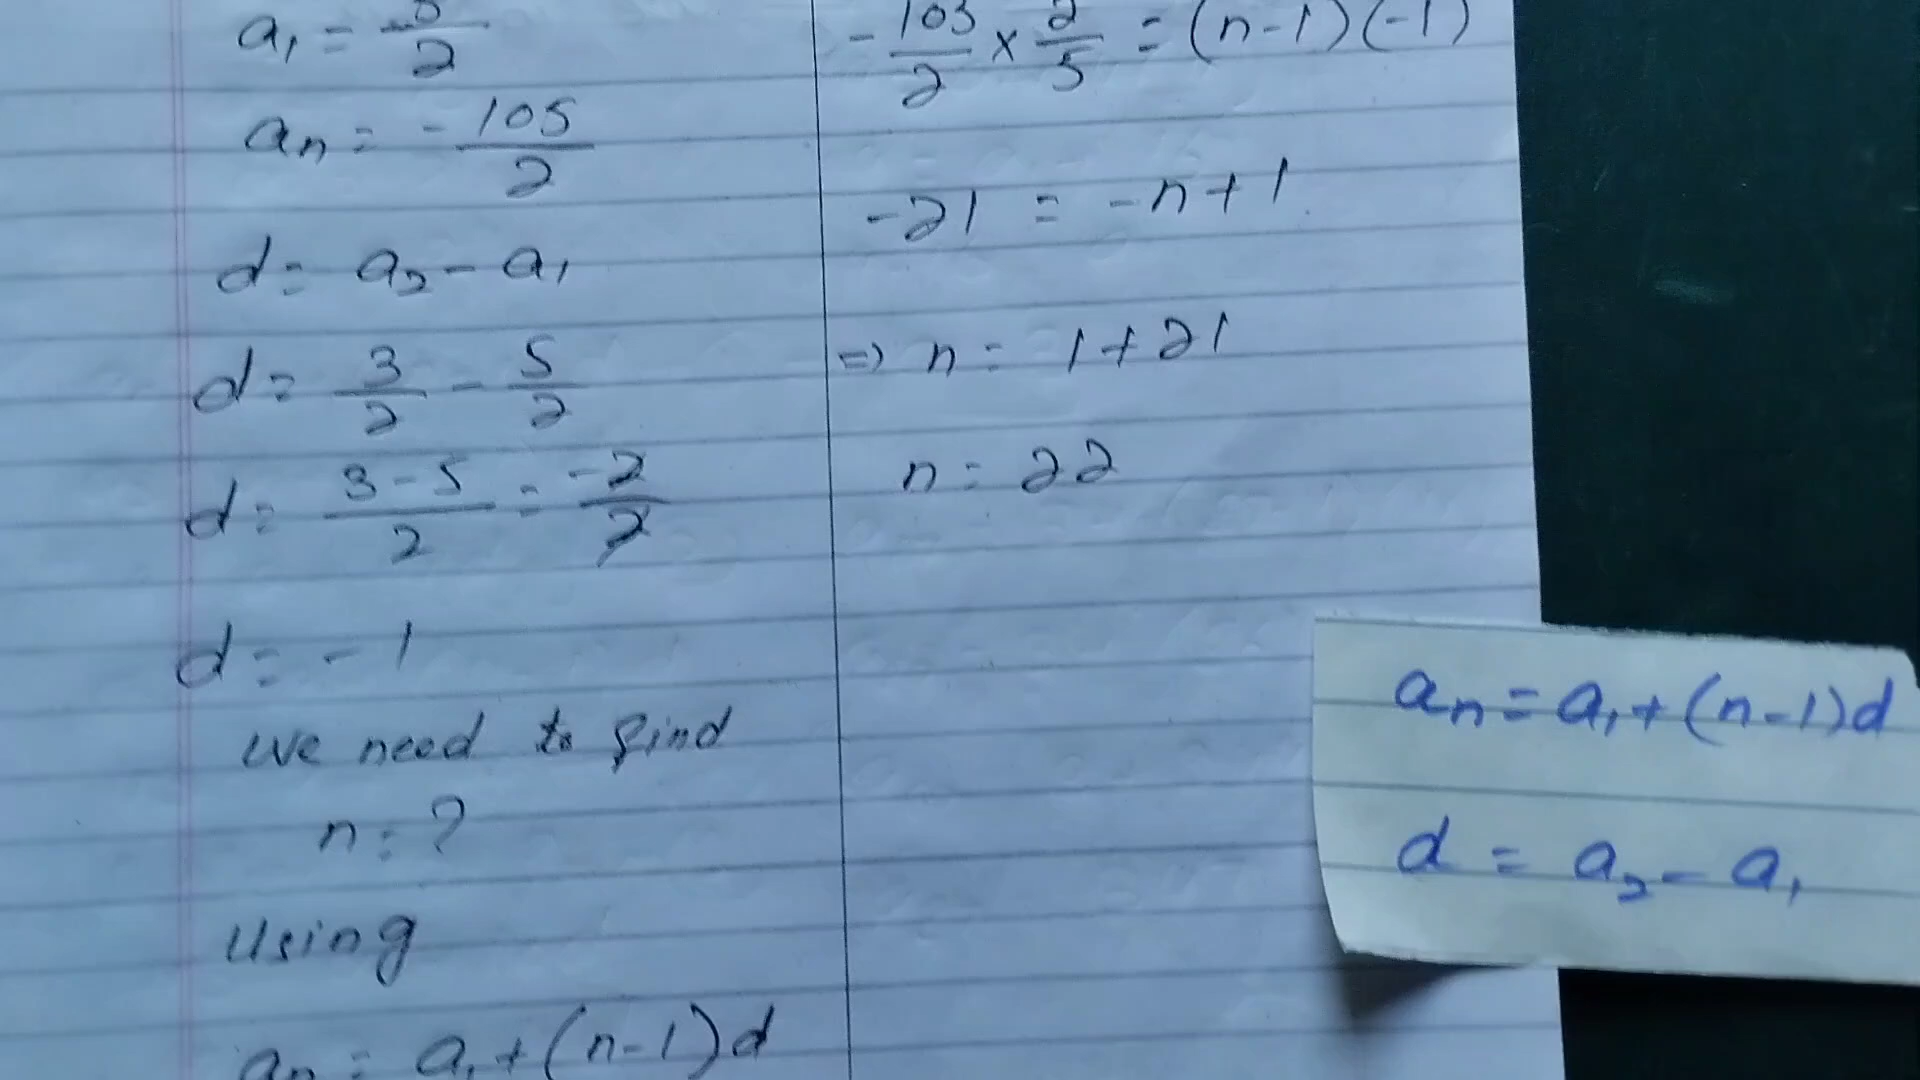 a₁ = 5/2
aₙ = - 105/2
d = a₂ - a₁
d = 3/2 - 5/2
d = 3-5/2 = -2/2
d = -1
we need to find
n = ?
Using
aₙ = a₁ + (n-1)d
- 105/2 × 2/5 = (n-1)(-1)
-21 = -n+1
⇒ n = 1+21
n = 22
aₙ = a₁ + (n-1)d
d = a₂ - a₁